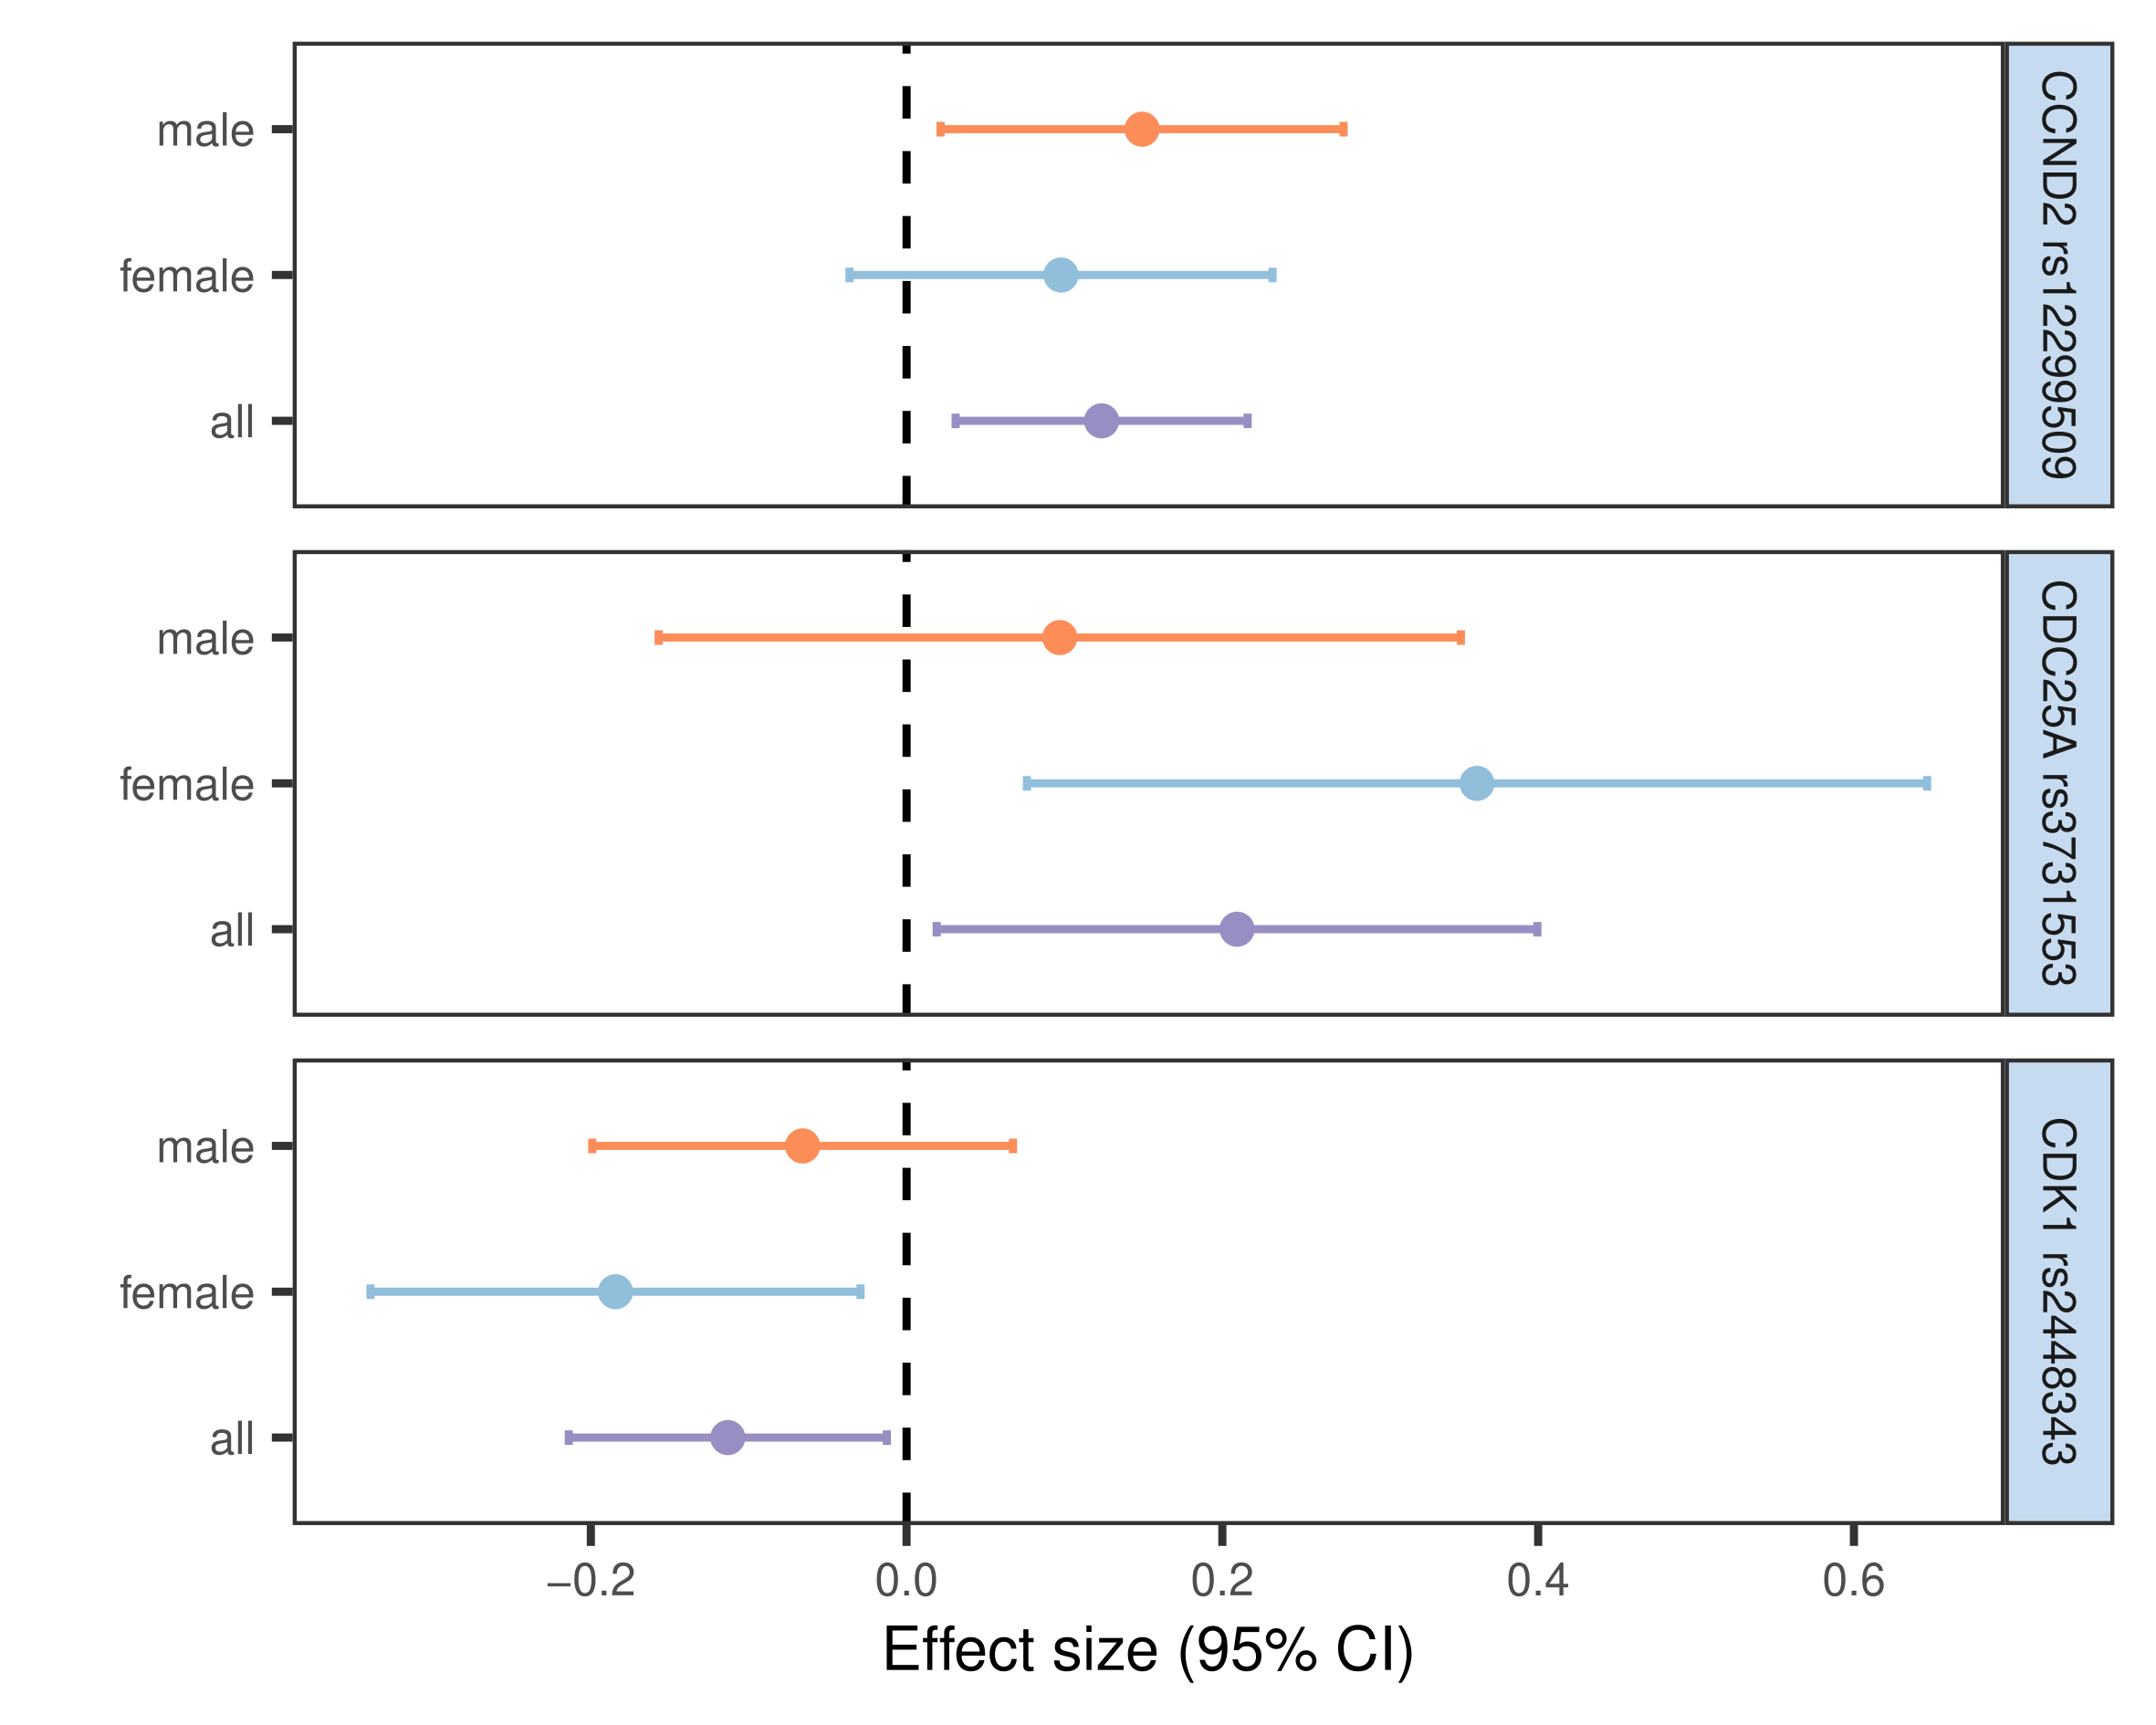 male
female
all
CCND2 rs12299509
male
female
all
CDC25A rs37731553
male
female
all
CDK1 rs2448343
−0.2 0.0 0.2 0.4 0.6
Effect size (95% CI)